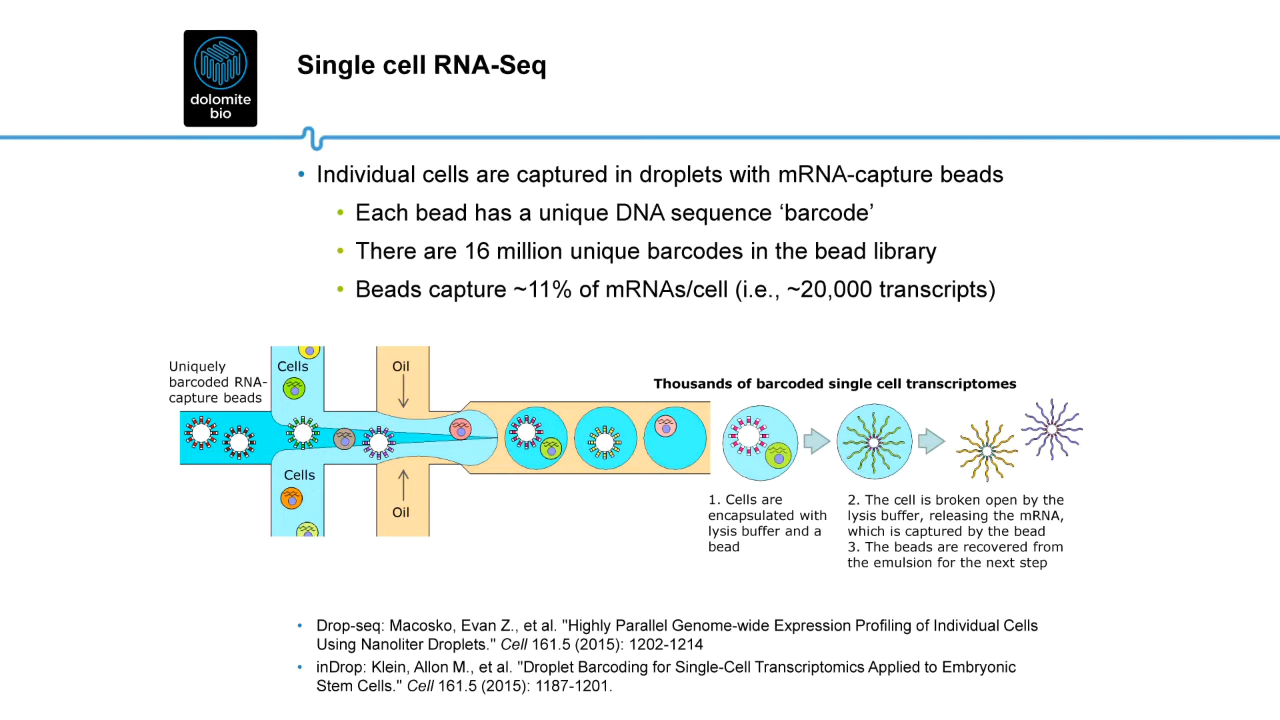 dolomite
bio
Single cell RNA-Seq
• Individual cells are captured in droplets with mRNA-capture beads
• Each bead has a unique DNA sequence ‘barcode’
• There are 16 million unique barcodes in the bead library
• Beads capture ~11% of mRNAs/cell (i.e., ~20,000 transcripts)
Uniquely
barcoded RNA-
capture beads
Cells
Oil
Cells
Oil
Thousands of barcoded single cell transcriptomes
1. Cells are
encapsulated with
lysis buffer and a
bead
2. The cell is broken open by the
lysis buffer, releasing the mRNA,
which is captured by the bead
3. The beads are recovered from
the emulsion for the next step
• Drop-seq: Macosko, Evan Z., et al. "Highly Parallel Genome-wide Expression Profiling of Individual Cells
Using Nanoliter Droplets." Cell 161.5 (2015): 1202-1214
• inDrop: Klein, Allon M., et al. "Droplet Barcoding for Single-Cell Transcriptomics Applied to Embryonic
Stem Cells." Cell 161.5 (2015): 1187-1201.